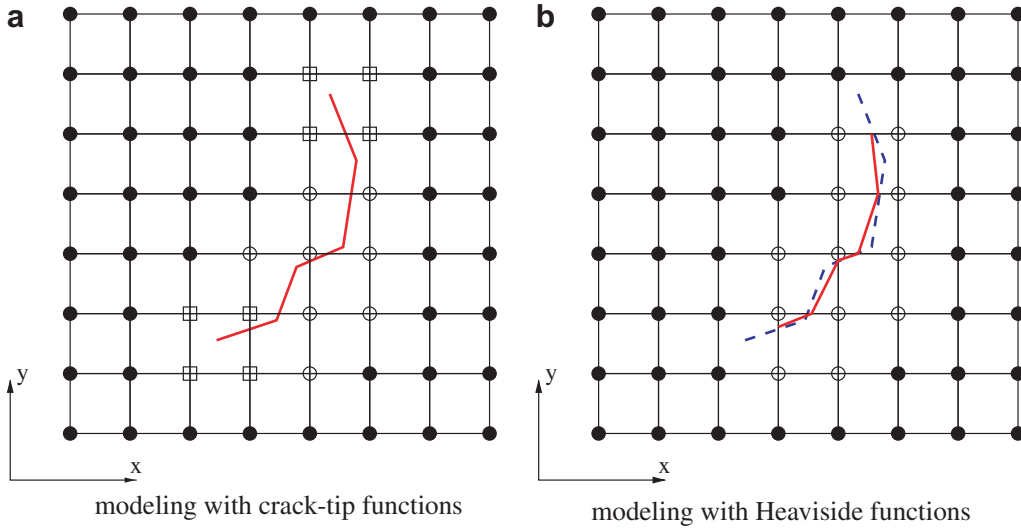 a
b
y
x
y
x
modeling with crack-tip functions
modeling with Heaviside functions